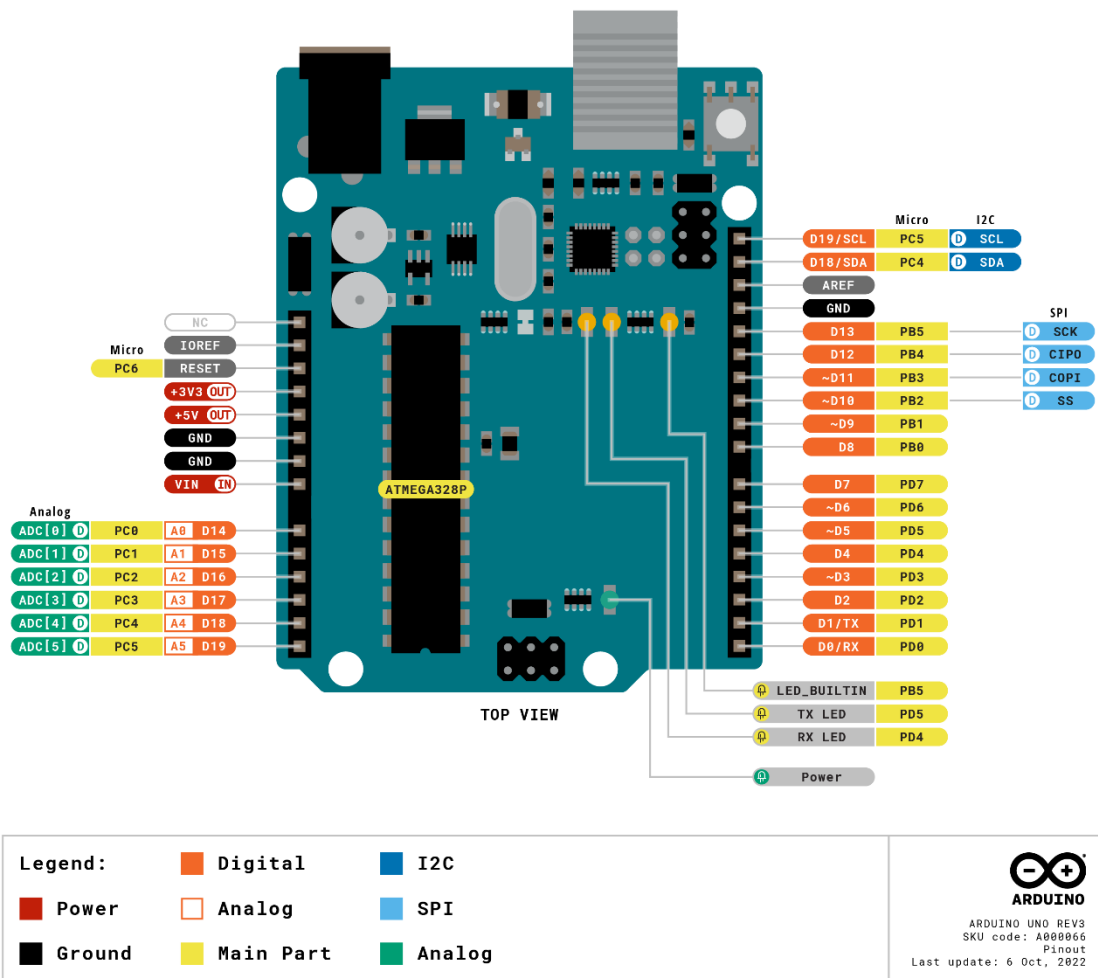 Micro I2C
D19/SCL PC5 D SCL
D18/SDA PC4 D SDA
AREF
GND
SPI
D13 PB5 D SCK
D12 PB4 D CIPO
~D11 PB3 D COPI
~D10 PB2 D SS
~D9 PB1
D8 PB0
D7 PD7
~D6 PD6
~D5 PD5
D4 PD4
~D3 PD3
D2 PD2
D1/TX PD1
D0/RX PD0
NC
IOREF
Micro
PC6 RESET
+3V3 OUT
+5V OUT
GND
GND
VIN IN
Analog
ADC[0] D PC0 A0 D14
ADC[1] D PC1 A1 D15
ADC[2] D PC2 A2 D16
ADC[3] D PC3 A3 D17
ADC[4] D PC4 A4 D18
ADC[5] D PC5 A5 D19
ATMEGA328P
TOP VIEW
LED_BUILTIN PB5
TX LED PD5
RX LED PD4
Power
Legend:
Digital
I2C
Power
Analog
SPI
Ground
Main Part
Analog
ARDUINO
ARDUINO UNO REV3
SKU code: A000066
Pinout
Last update: 6 Oct, 2022